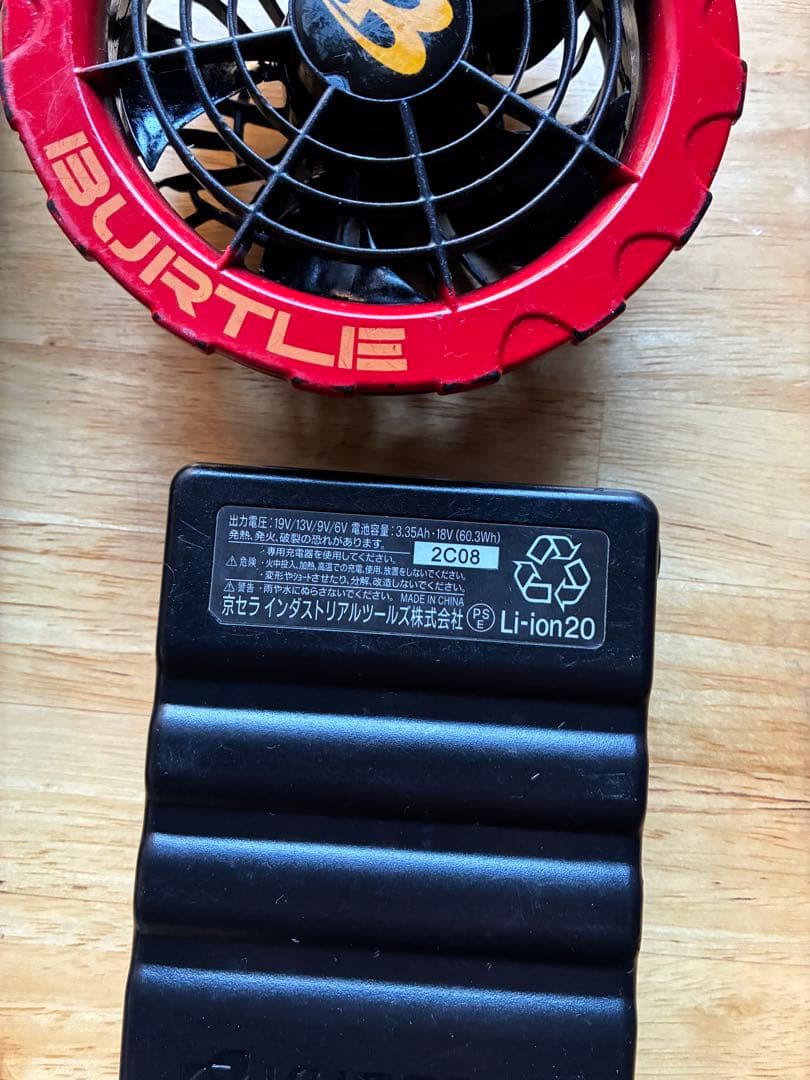 BURTLE
出力電圧:19V/13V/9V/6V 電池容量:3.35Ah・18V(60.3Wh)
発熱、発火、破裂の恐れがあります。
・専用充電器を使用してください。
2C08
⚠危険 ・火中投入、加熱、高温での充電、使用、放置をしないでください。
・変形やショートさせたり、分解、改造しないでください。
⚠警告 ・雨や水にぬらさないでください。 MADE IN CHINA
京セラ インダストリアルツールズ株式会社 PSE Li-ion20